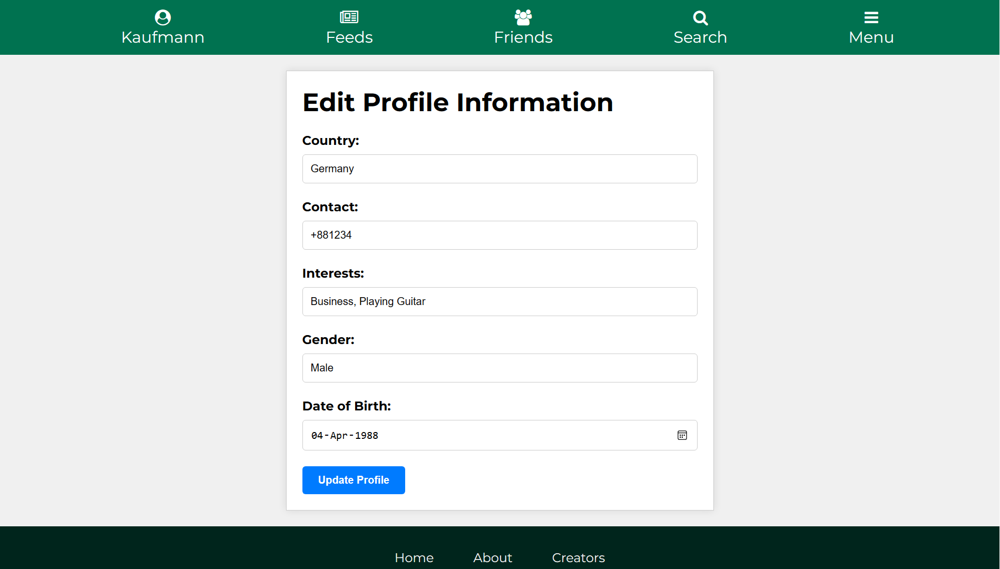 Kaufmann Feeds Friends Search Menu
Edit Profile Information
Country:
Germany
Contact:
+881234
Interests:
Business, Playing Guitar
Gender:
Male
Date of Birth:
04-Apr-1988
Update Profile
Home About Creators